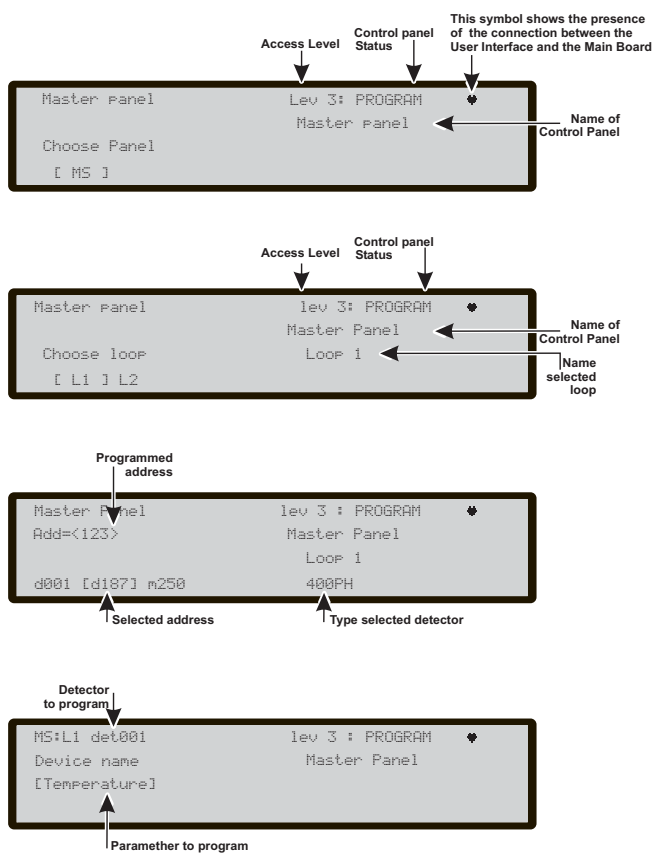 This symbol shows the presence
of the connection between the
User Interface and the Main Board
Control panel
Status
Access Level
Master panel Lev 3: PROGRAM ♥
Master panel
Name of
Control Panel
Choose Panel
[ MS ]
Control panel
Status
Access Level
Master panel lev 3: PROGRAM ♥
Master Panel
Name of
Control Panel
Choose loop Loop 1
Name
selected
loop
[ L1 ] L2
Programmed
address
Master Panel lev 3 : PROGRAM ♥
Add=<123> Master Panel
Loop 1
d001 [d187] m250 400PH
Selected address Type selected detector
Detector
to program
MS:L1 det001 lev 3 : PROGRAM ♥
Device name Master Panel
[Temperature]
Paramether to program